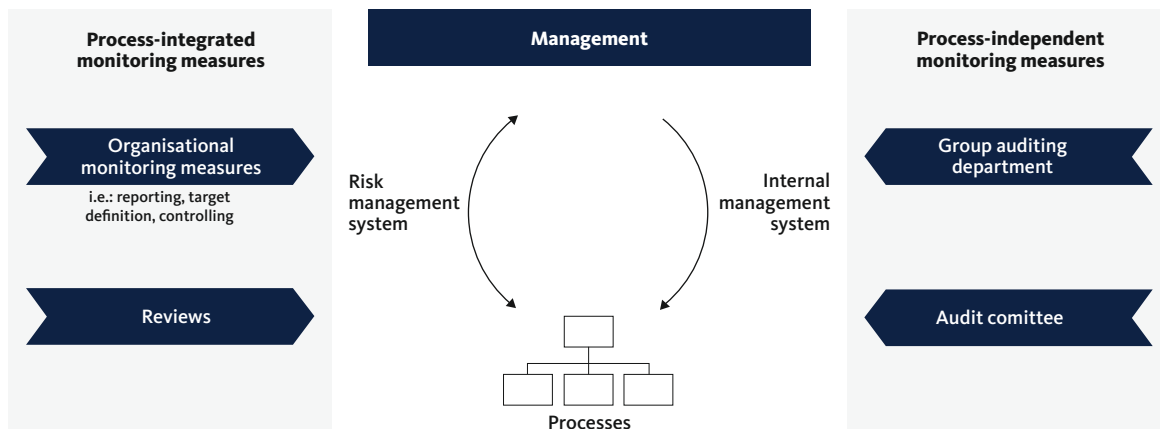 Process-integrated
monitoring measures
Organisational
monitoring measures
i.e.: reporting, target
definition, controlling
Reviews
Management
Risk
management
system
Internal
management
system
Processes
Process-independent
monitoring measures
Group auditing
department
Audit comittee